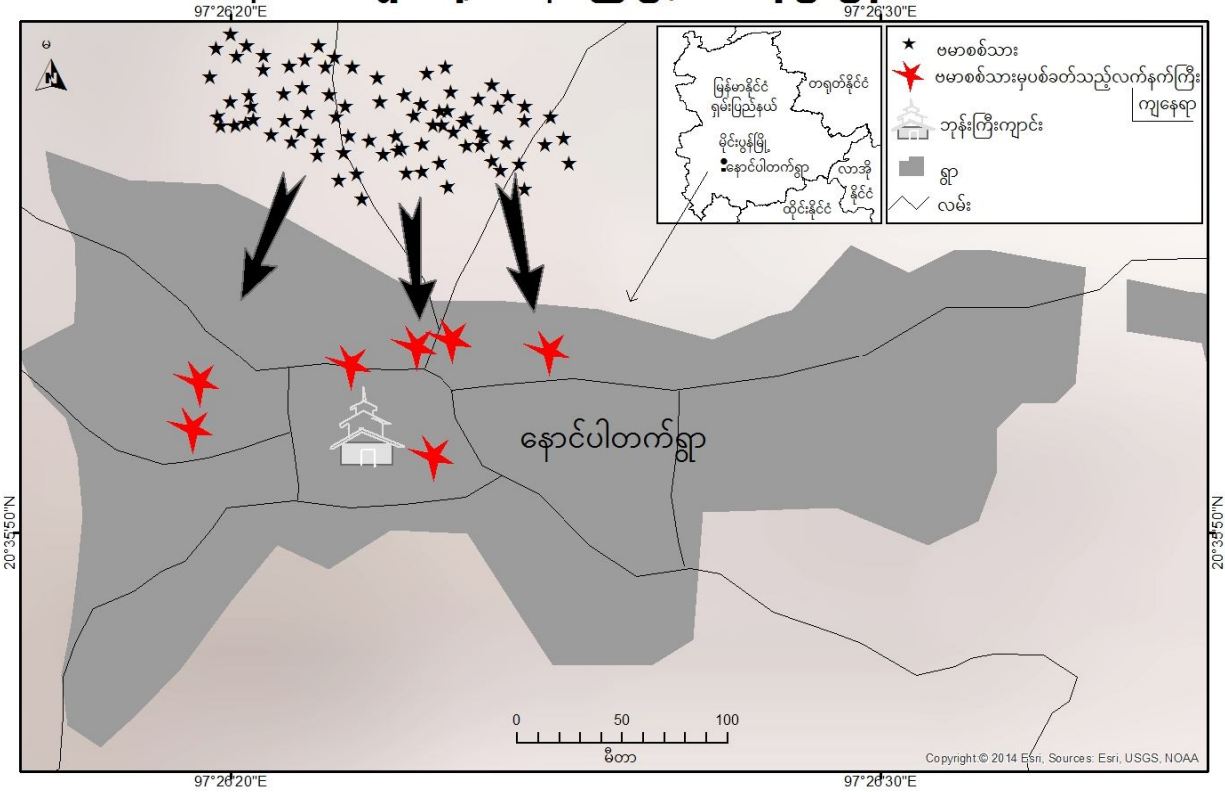 97°26'20"E
97°26'30"E
မ
N
မြန်မာနိုင်ငံ
ရှမ်းပြည်နယ်
တရုတ်နိုင်ငံ
မိုင်းပွန်မြို့
နောင်ပါတက်ရွာ
လာအို
နိုင်ငံ
ထိုင်းနိုင်ငံ
ဗမာစစ်သား
ဗမာစစ်သားမှပစ်ခတ်သည့်လက်နက်ကြီး
ကျနေရာ
ဘုန်းကြီးကျောင်း
ရွာ
လမ်း
နောင်ပါတက်ရွာ
20°35'50"N
20°35'50"N
0 50 100
မီတာ
Copyright:© 2014 Esri, Sources: Esri, USGS, NOAA
97°26'20"E
97°26'30"E